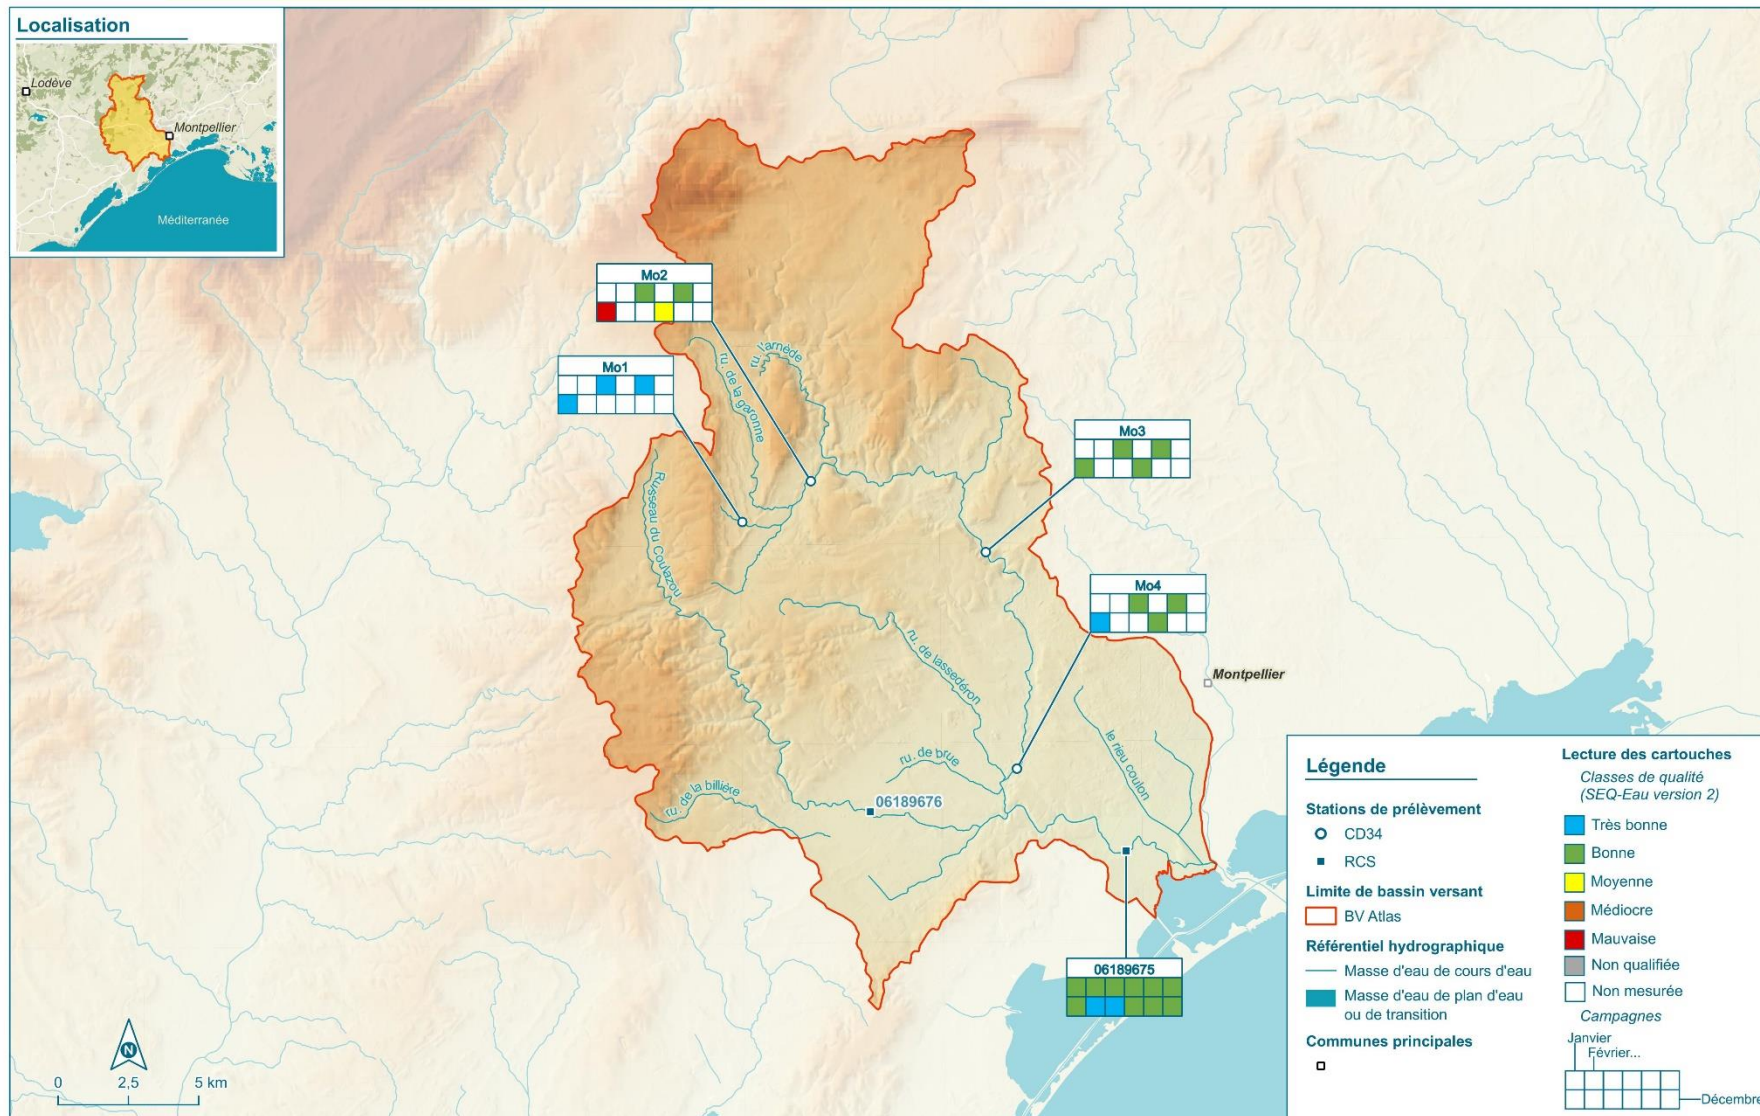 Localisation
Lodève
Montpellier
Méditerranée
Mo2
Mo1
ru. l'arnède
ru. de la garonne
Ruisseau du Coulazou
Mo3
Mo4
ru. de lassedéron
Montpellier
le rieu coulon
ru. de brue
ru. de la billière
06189676
06189675
N
0 2,5 5 km
Légende
Stations de prélèvement
CD34
RCS
Limite de bassin versant
BV Atlas
Référentiel hydrographique
Masse d'eau de cours d'eau
Masse d'eau de plan d'eau
ou de transition
Communes principales
Lecture des cartouches
Classes de qualité
(SEQ-Eau version 2)
Très bonne
Bonne
Moyenne
Médiocre
Mauvaise
Non qualifiée
Non mesurée
Campagnes
Janvier
Février...
Décembre